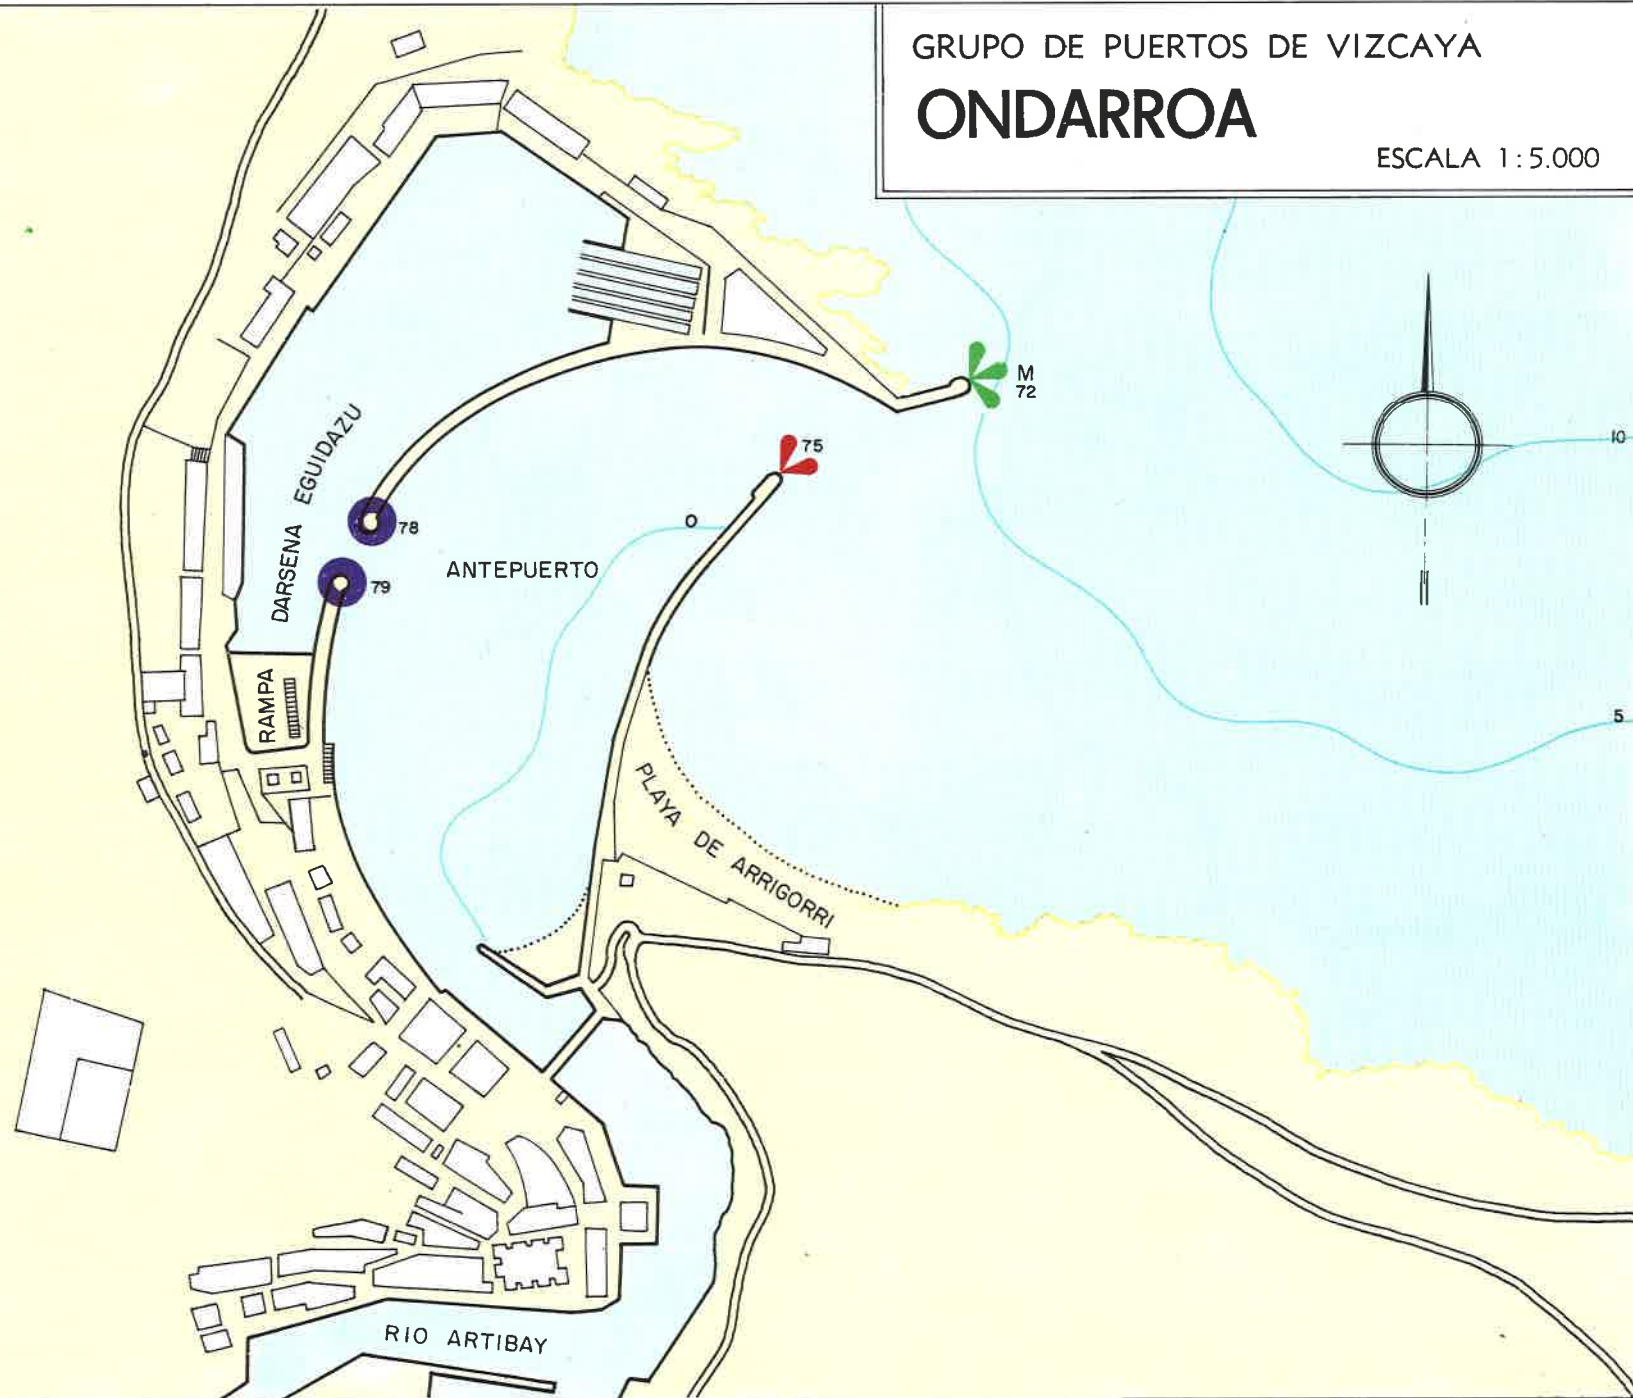 GRUPO DE PUERTOS DE VIZCAYA
ONDARROA
ESCALA 1:5.000
M
72
75
10
DARSENA EGUIDAZU
78
O
ANTEPUERTO
79
RAMPA
5
PLAYA DE ARRIGORRI
RIO ARTIBAY